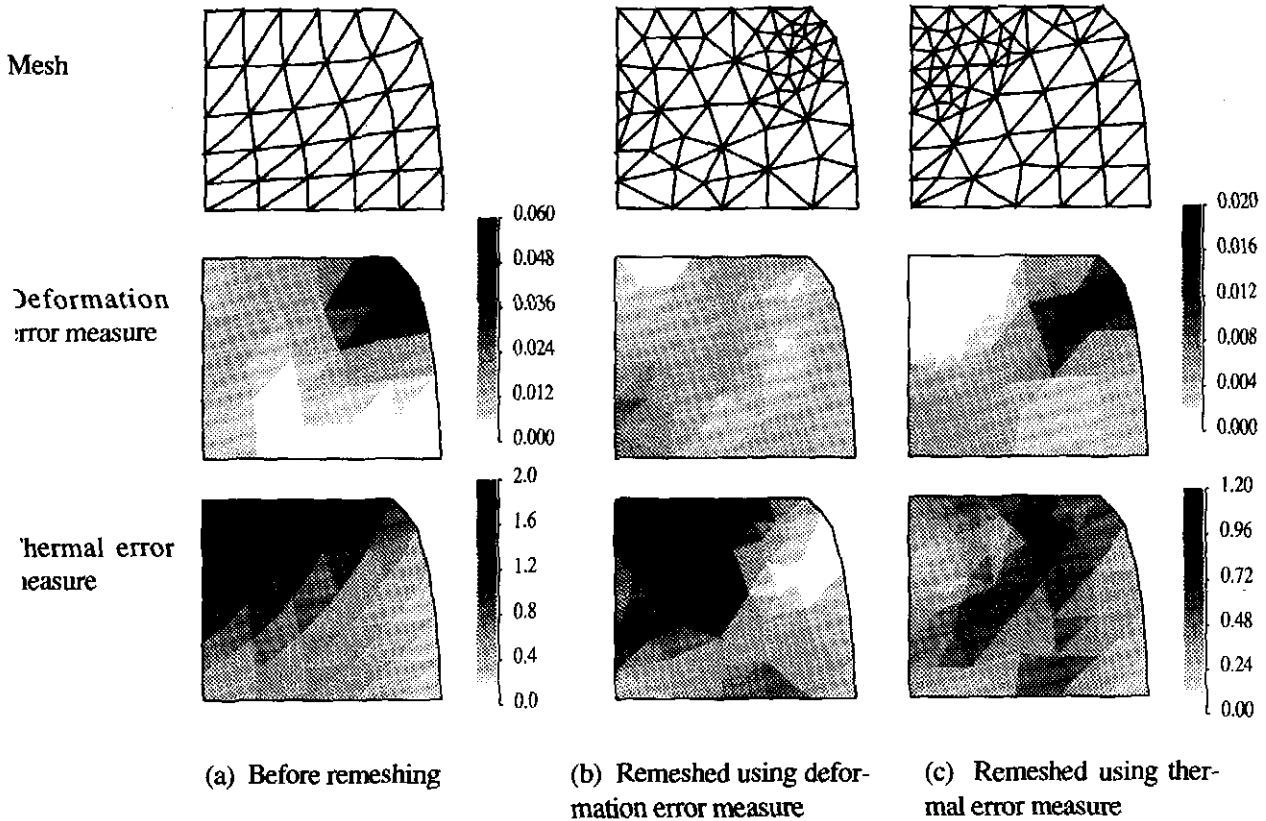 Mesh
0.060
0.048
0.036
0.024
0.012
0.000
0.020
0.016
0.012
0.008
0.004
0.000
Deformation
error measure
2.0
1.6
1.2
0.8
0.4
0.0
1.20
0.96
0.72
0.48
0.24
0.00
hermal error
measure
(a) Before remeshing
(b) Remeshed using defor-
mation error measure
(c) Remeshed using ther-
mal error measure